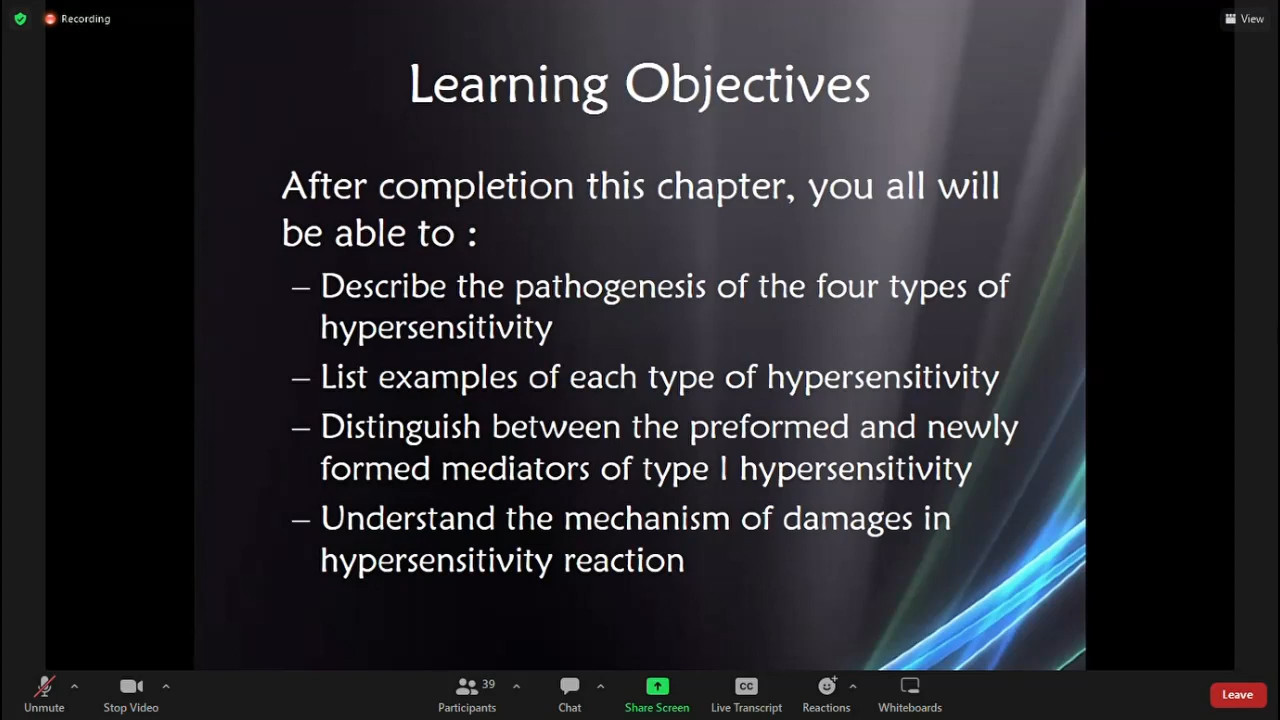 Recording
View
Learning Objectives
After completion this chapter, you all will
be able to :
– Describe the pathogenesis of the four types of
hypersensitivity
– List examples of each type of hypersensitivity
– Distinguish between the preformed and newly
formed mediators of type I hypersensitivity
– Understand the mechanism of damages in
hypersensitivity reaction
39
CC
Unmute
Stop Video
Participants
Chat
Share Screen
Live Transcript
Reactions
Whiteboards
Leave